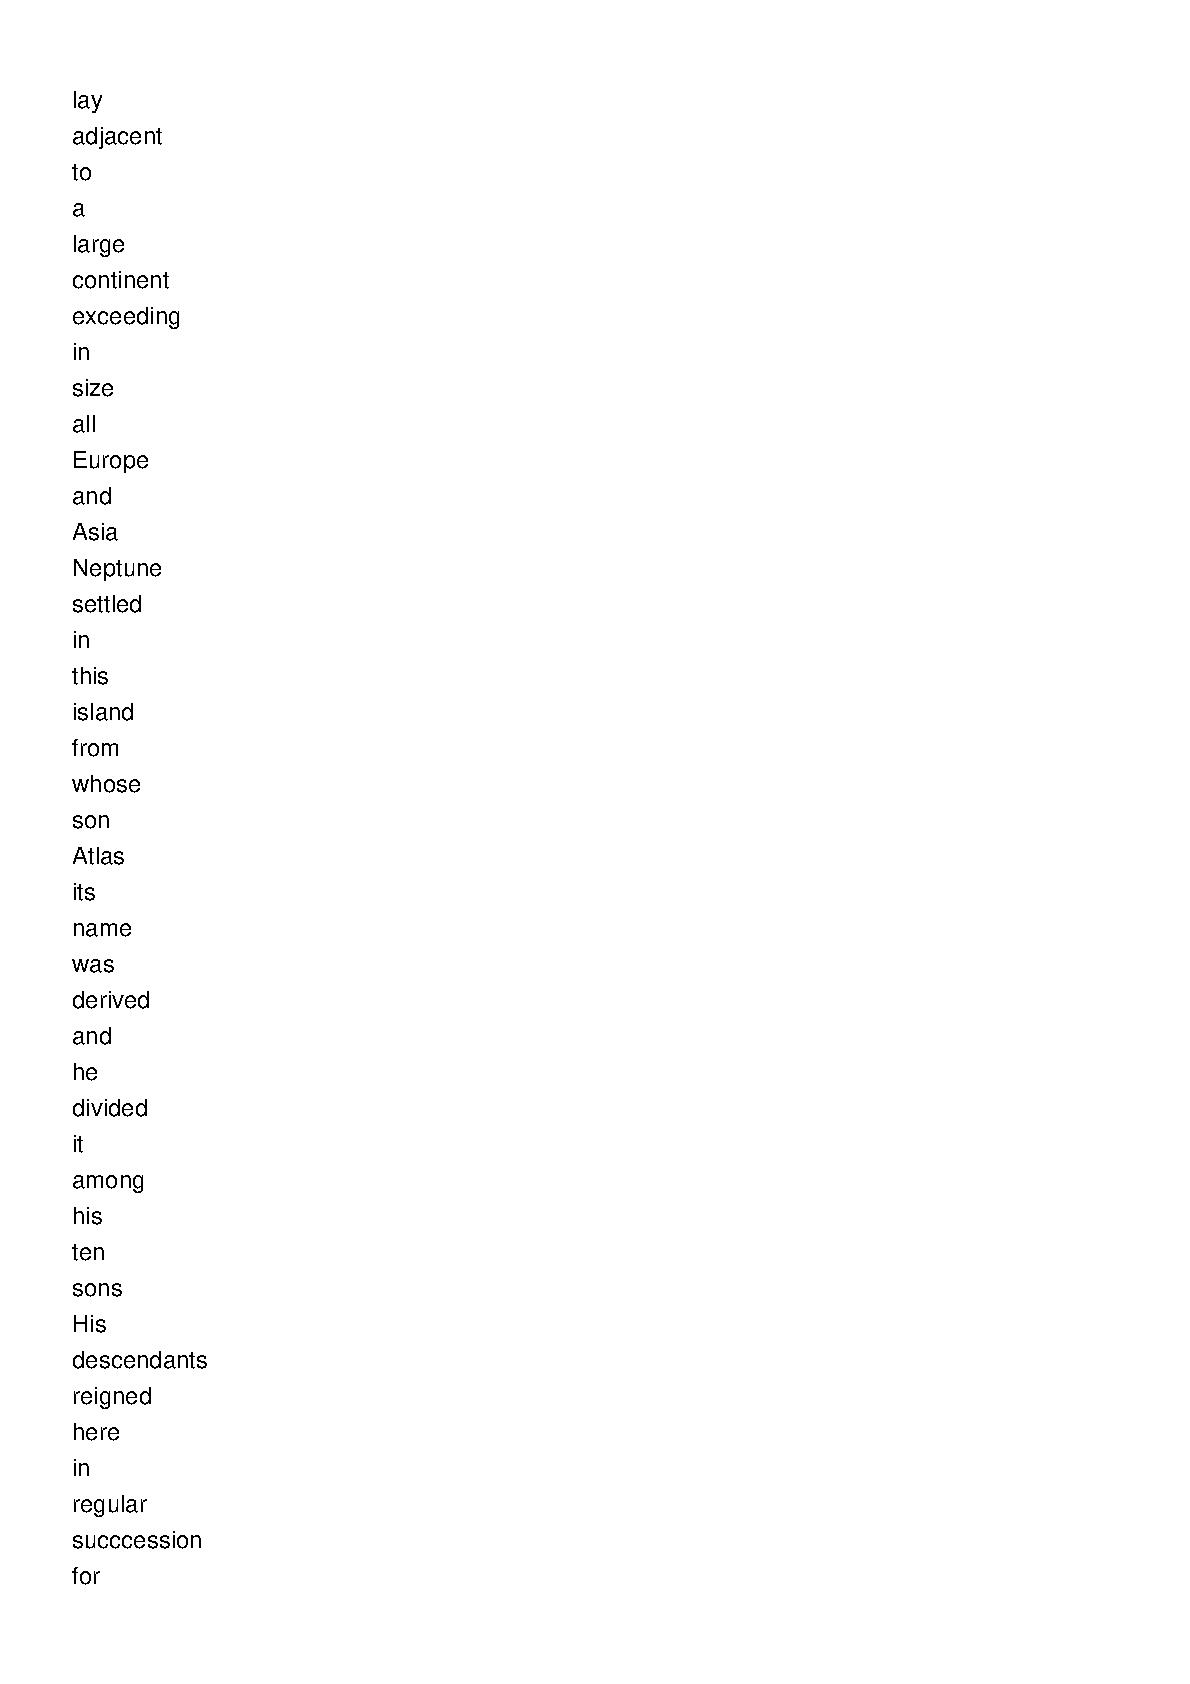 lay
adjacent
to
a
large
continent
exceeding
in
size
all
Europe
and
Asia
Neptune
settled
in
this
island
from
whose
son
Atlas
its
name
was
derived
and
he
divided
it
among
his
ten
sons
His
descendants
reigned
here
in
regular
succcession
for